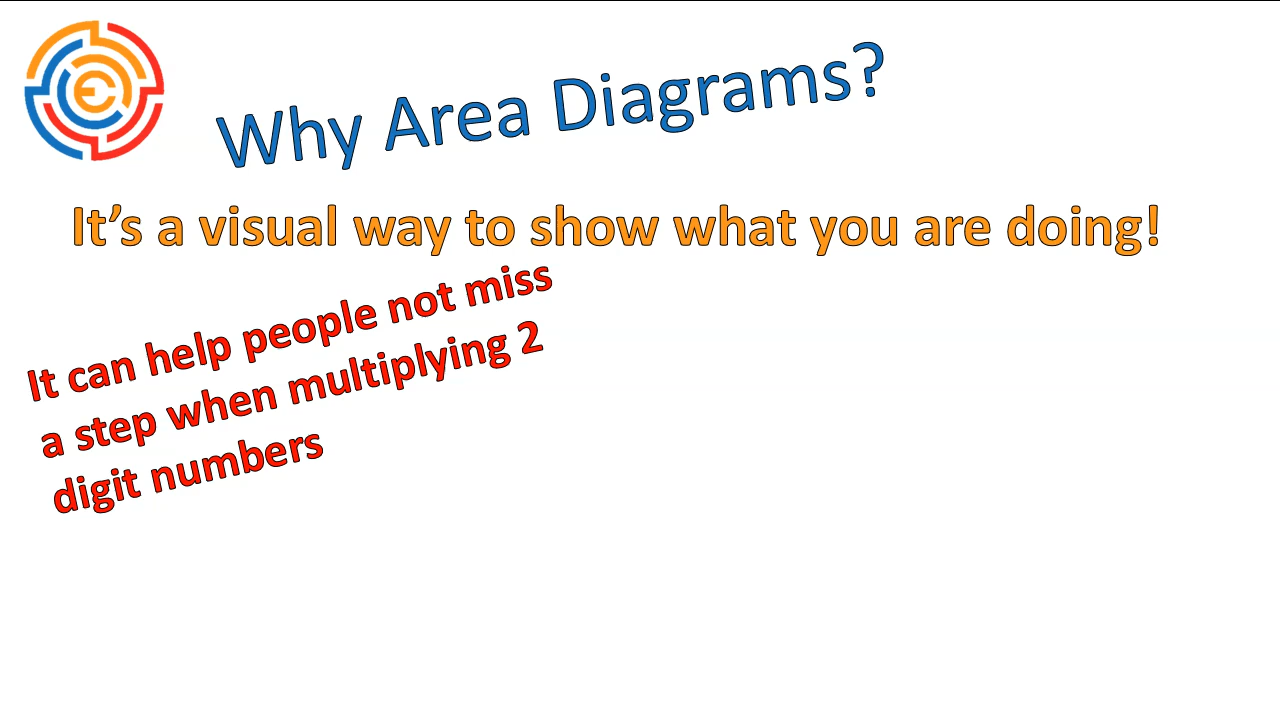 Why Area Diagrams?
It's a visual way to show what you are doing!
It can help people not miss
a step when multiplying 2
digit numbers